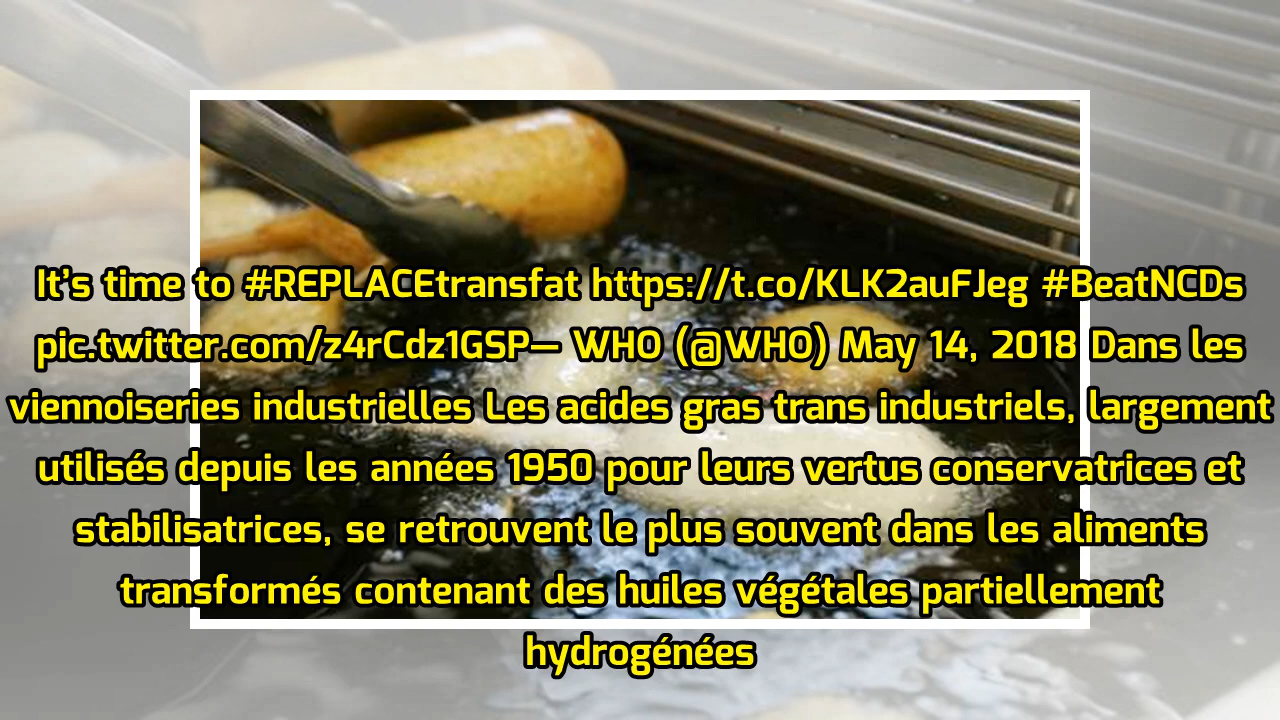 It's time to #REPLACEtransfat https://t.co/KLK2auFJeg #BeatNCDs
pic.twitter.com/z4rCdz1GSP— WHO (@WHO) May 14, 2018 Dans les
viennoiseries industrielles Les acides gras trans industriels, largement
utilisés depuis les années 1950 pour leurs vertus conservatrices et
stabilisatrices, se retrouvent le plus souvent dans les aliments
transformés contenant des huiles végétales partiellement
hydrogénées